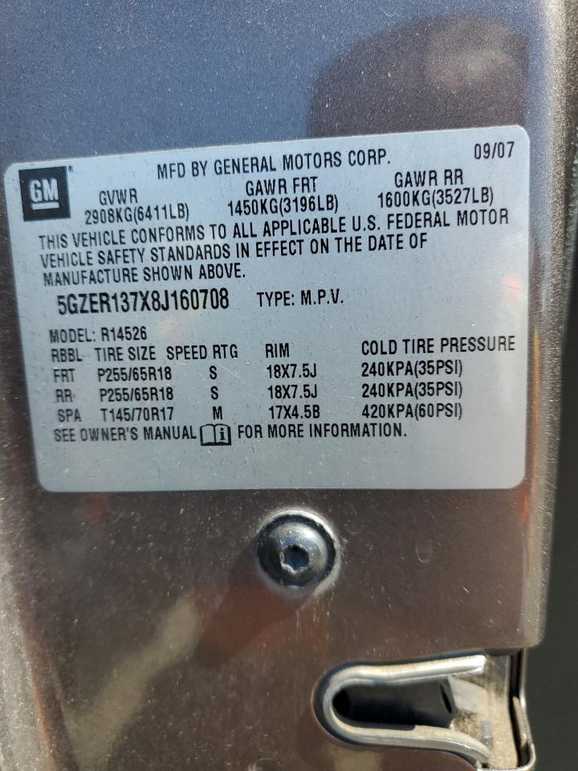 GM
MFD BY GENERAL MOTORS CORP. 09/07
GVWR GAWR FRT GAWR RR
2908KG(6411LB) 1450KG(3196LB) 1600KG(3527LB)
THIS VEHICLE CONFORMS TO ALL APPLICABLE U.S. FEDERAL MOTOR
VEHICLE SAFETY STANDARDS IN EFFECT ON THE DATE OF
MANUFACTURE SHOWN ABOVE.
5GZER137X8J160708 TYPE: M.P.V.
MODEL: R14526
RBBL TIRE SIZE SPEED RTG RIM COLD TIRE PRESSURE
FRT P255/65R18 S 18X7.5J 240KPA(35PSI)
RR P255/65R18 S 18X7.5J 240KPA(35PSI)
SPA T145/70R17 M 17X4.5B 420KPA(60PSI)
SEE OWNER'S MANUAL FOR MORE INFORMATION.